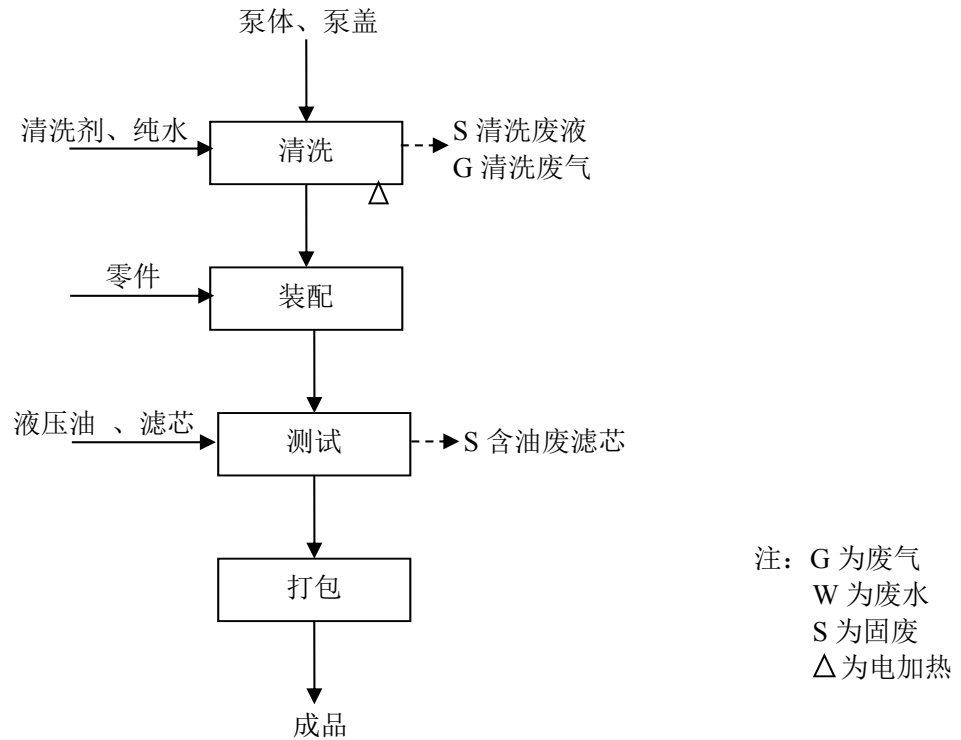 泵体、泵盖
清洗剂、纯水
清洗
S 清洗废液
G 清洗废气
零件
装配
液压油 、滤芯
测试
S 含油废滤芯
打包
成品
注：G 为废气
W 为废水
S 为固废
△为电加热